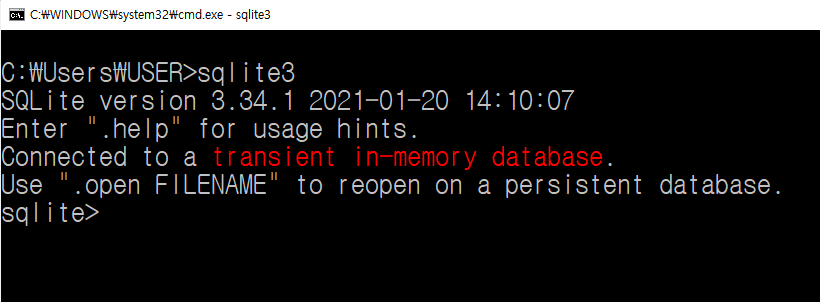 C:₩WINDOWS₩system32₩cmd.exe - sqlite3
C:₩Users₩USER>sqlite3
SQLite version 3.34.1 2021-01-20 14:10:07
Enter ".help" for usage hints.
Connected to a transient in-memory database.
Use ".open FILENAME" to reopen on a persistent database.
sqlite>